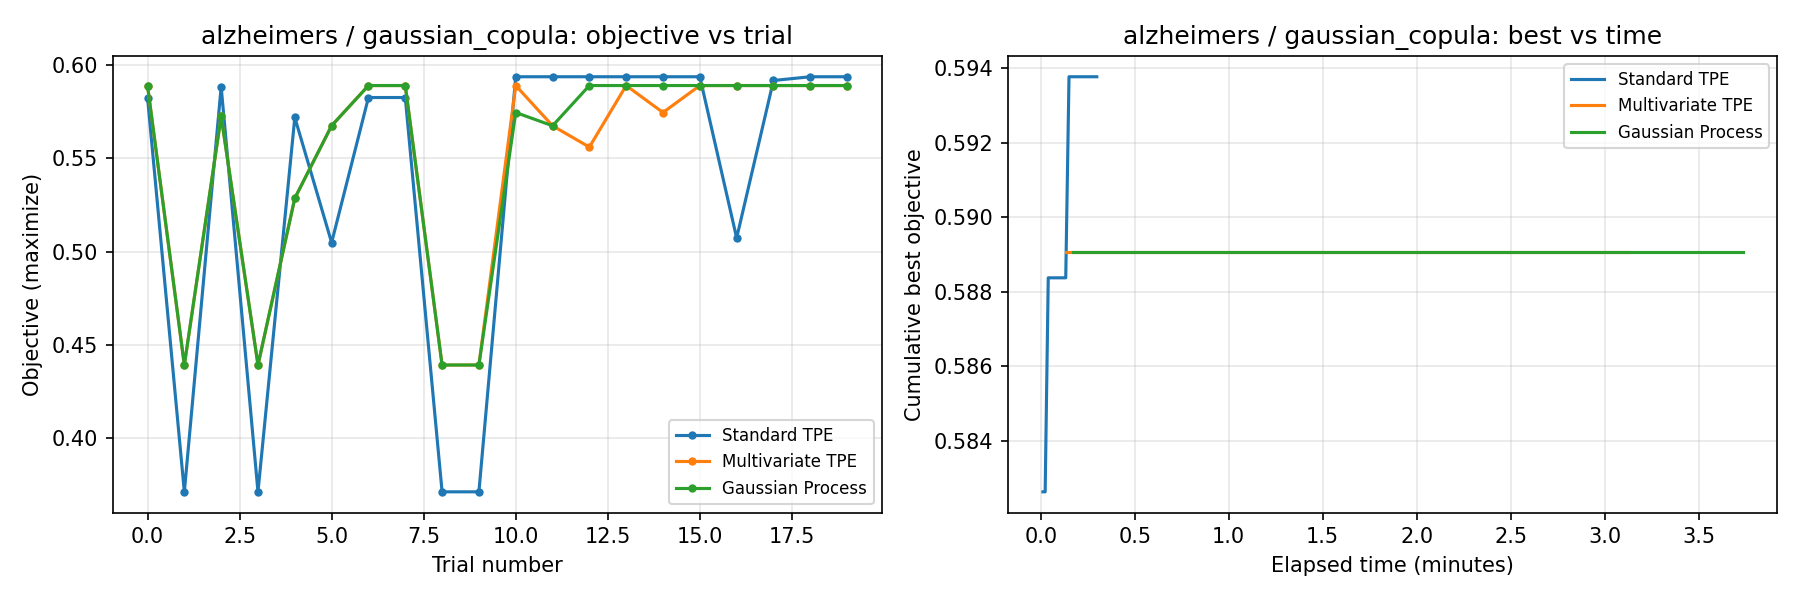 alzheimers / gaussian_copula: objective vs trial
Objective (maximize)
0.60
0.55
0.50
0.45
0.40
0.0 2.5 5.0 7.5 10.0 12.5 15.0 17.5
Trial number
Standard TPE
Multivariate TPE
Gaussian Process
alzheimers / gaussian_copula: best vs time
Cumulative best objective
0.594
0.592
0.590
0.588
0.586
0.584
0.0 0.5 1.0 1.5 2.0 2.5 3.0 3.5
Elapsed time (minutes)
Standard TPE
Multivariate TPE
Gaussian Process